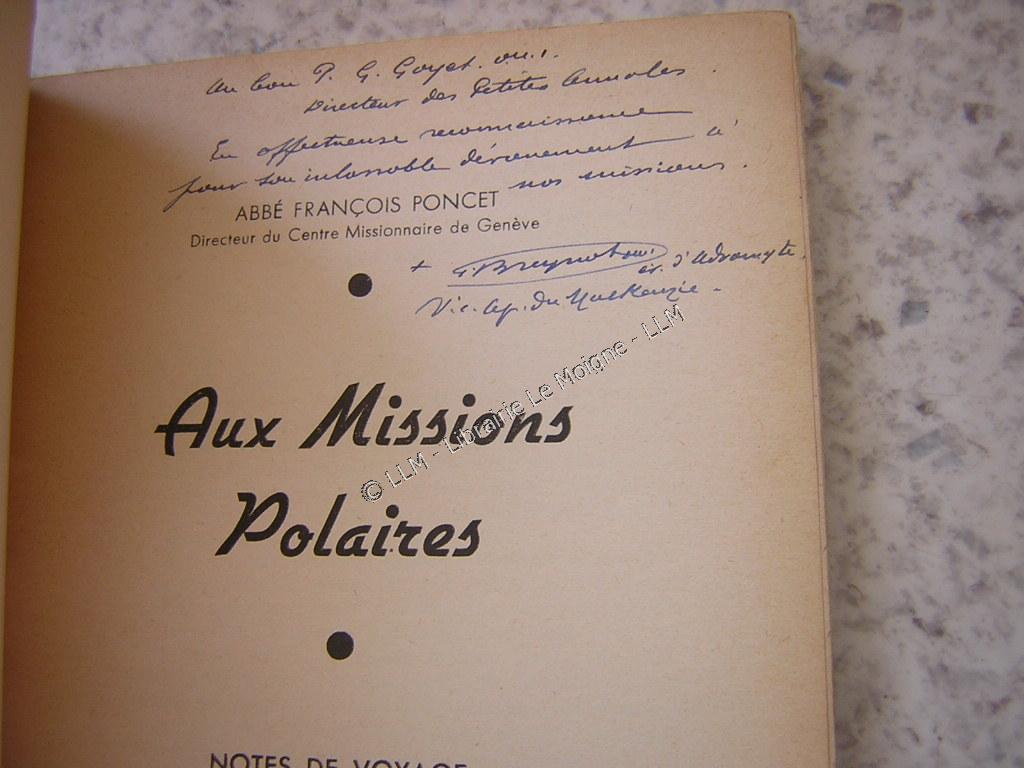 Au bon P. G. Goyet. o.m.i.
Directeur des Petites Annales.
En affectueuse reconnaissance
pour son inlassable dévouement à
nos missions.
ABBÉ FRANÇOIS PONCET
Directeur du Centre Missionnaire de Genève
+ G. Breynat o.m.i.
év. d'Adramyte.
Vic. Ap. du MacKenzie -
Aux Missions
Polaires
© LLM - Librairie Le Moigne - LLM
NOTES DE VOYAGE